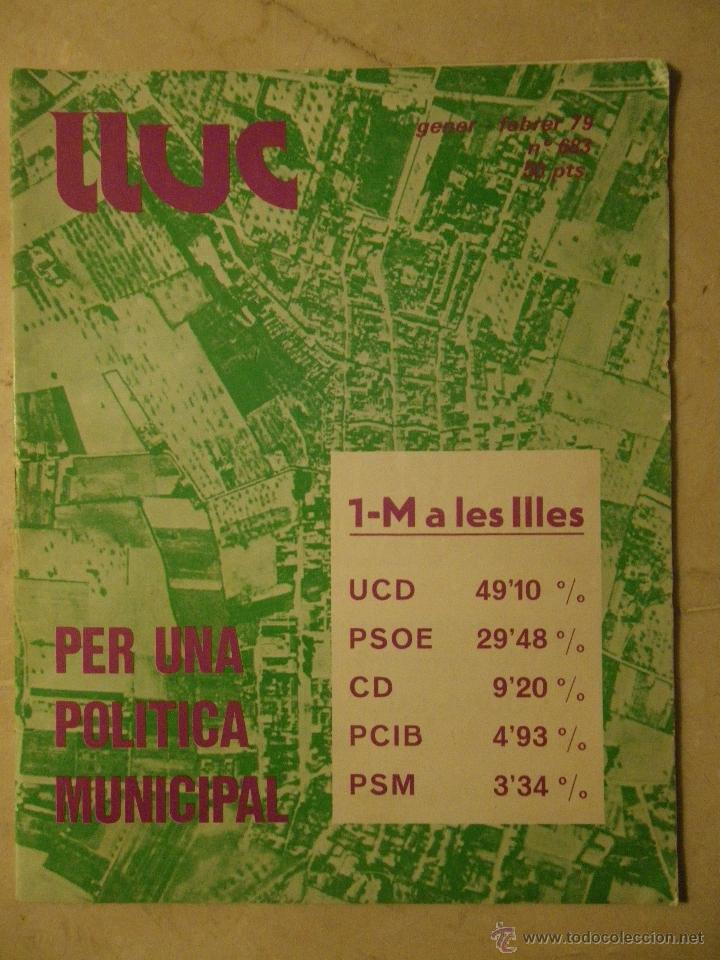 lluc
gener - febrer 79
nº 683
pts.
1-M a les Illes
UCD 49'10 %
PSOE 29'48 %
CD 9'20 %
PCIB 4'93 %
PSM 3'34 %
PER UNA
POLITICA
MUNICIPAL
© www.todocoleccion.net